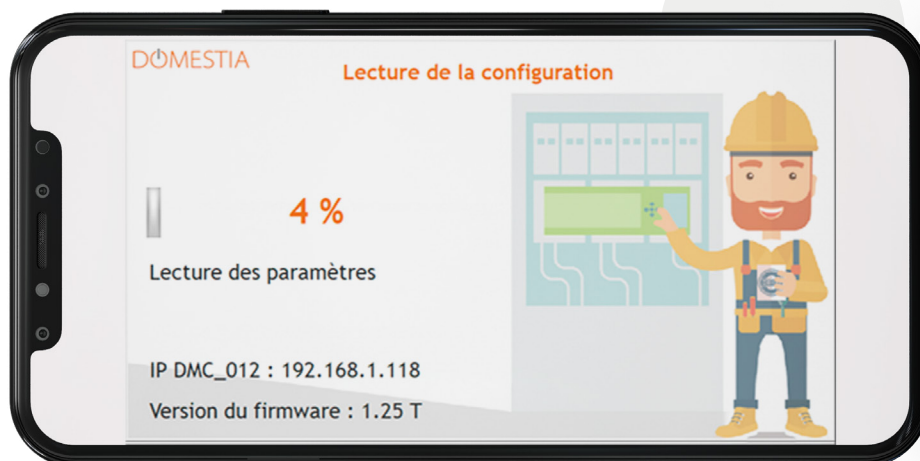 DOMESTIA
Lecture de la configuration
4 %
Lecture des paramètres
IP DMC_012 : 192.168.1.118
Version du firmware : 1.25 T